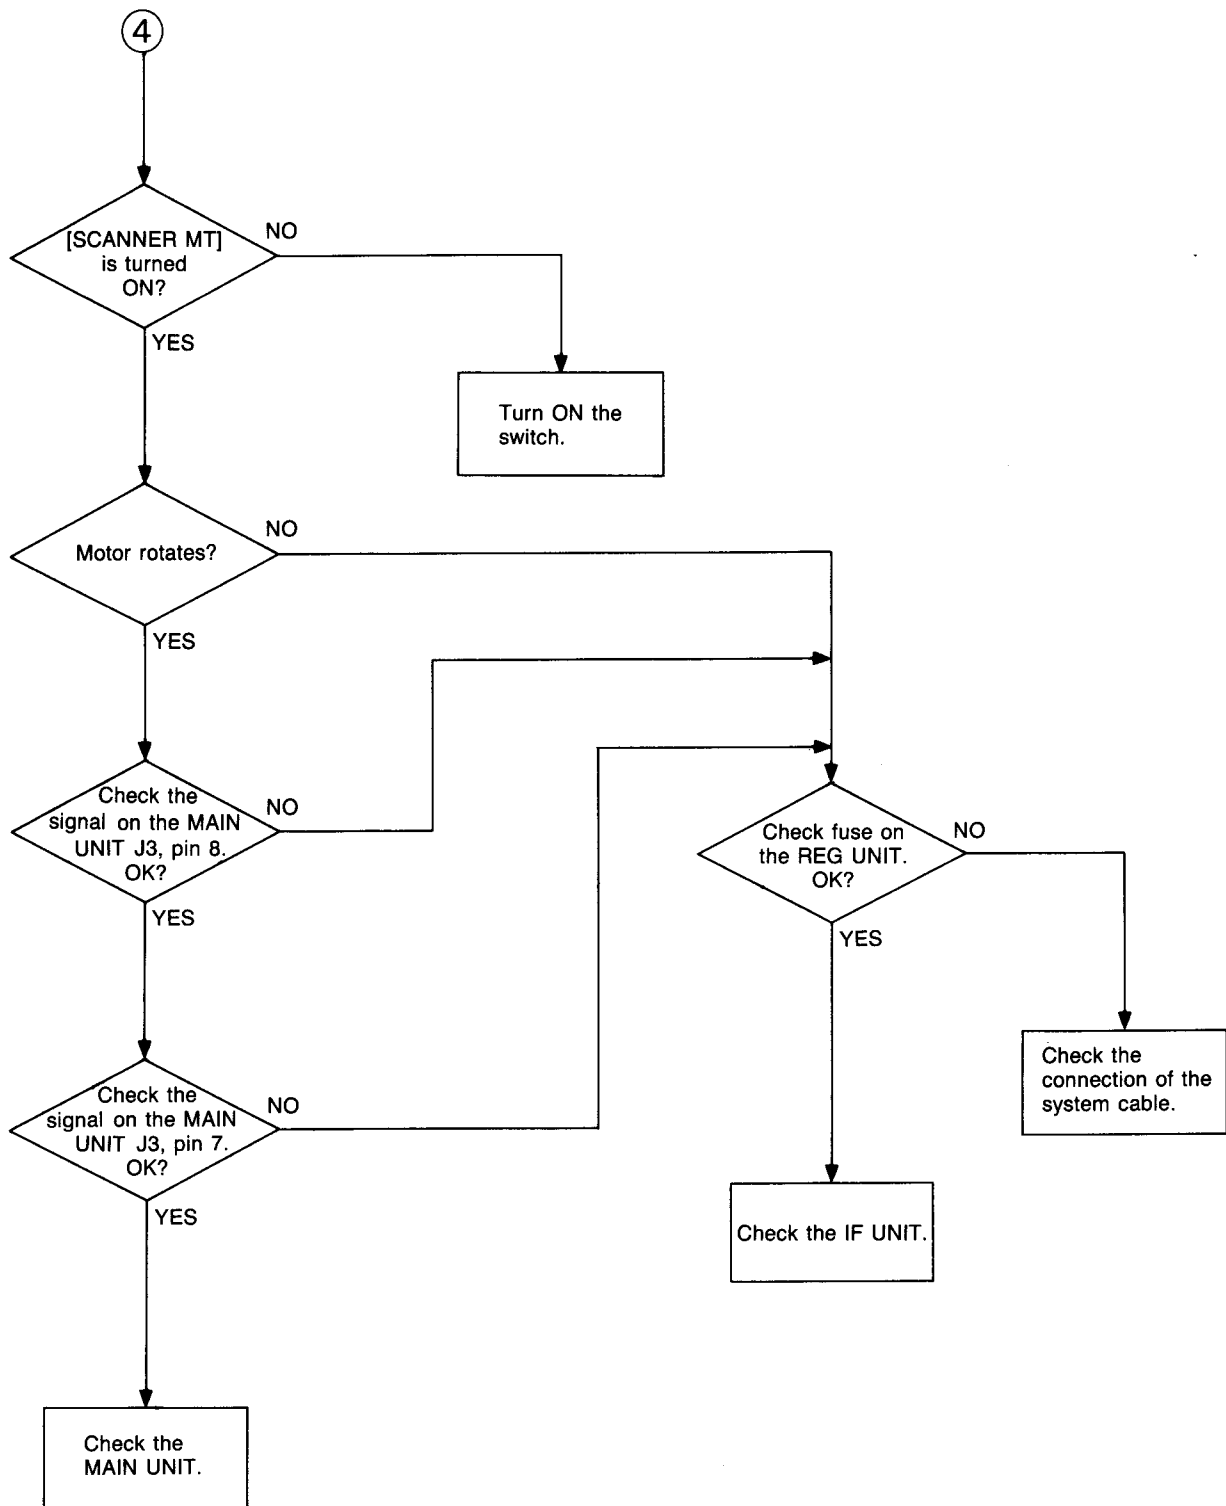 4
[SCANNER MT]
is turned
ON?
NO
YES
Turn ON the
switch.
Motor rotates?
NO
YES
Check the
signal on the MAIN
UNIT J3, pin 8.
OK?
NO
YES
Check fuse on
the REG UNIT.
OK?
NO
YES
Check the
connection of the
system cable.
Check the
signal on the MAIN
UNIT J3, pin 7.
OK?
NO
YES
Check the IF UNIT.
Check the
MAIN UNIT.